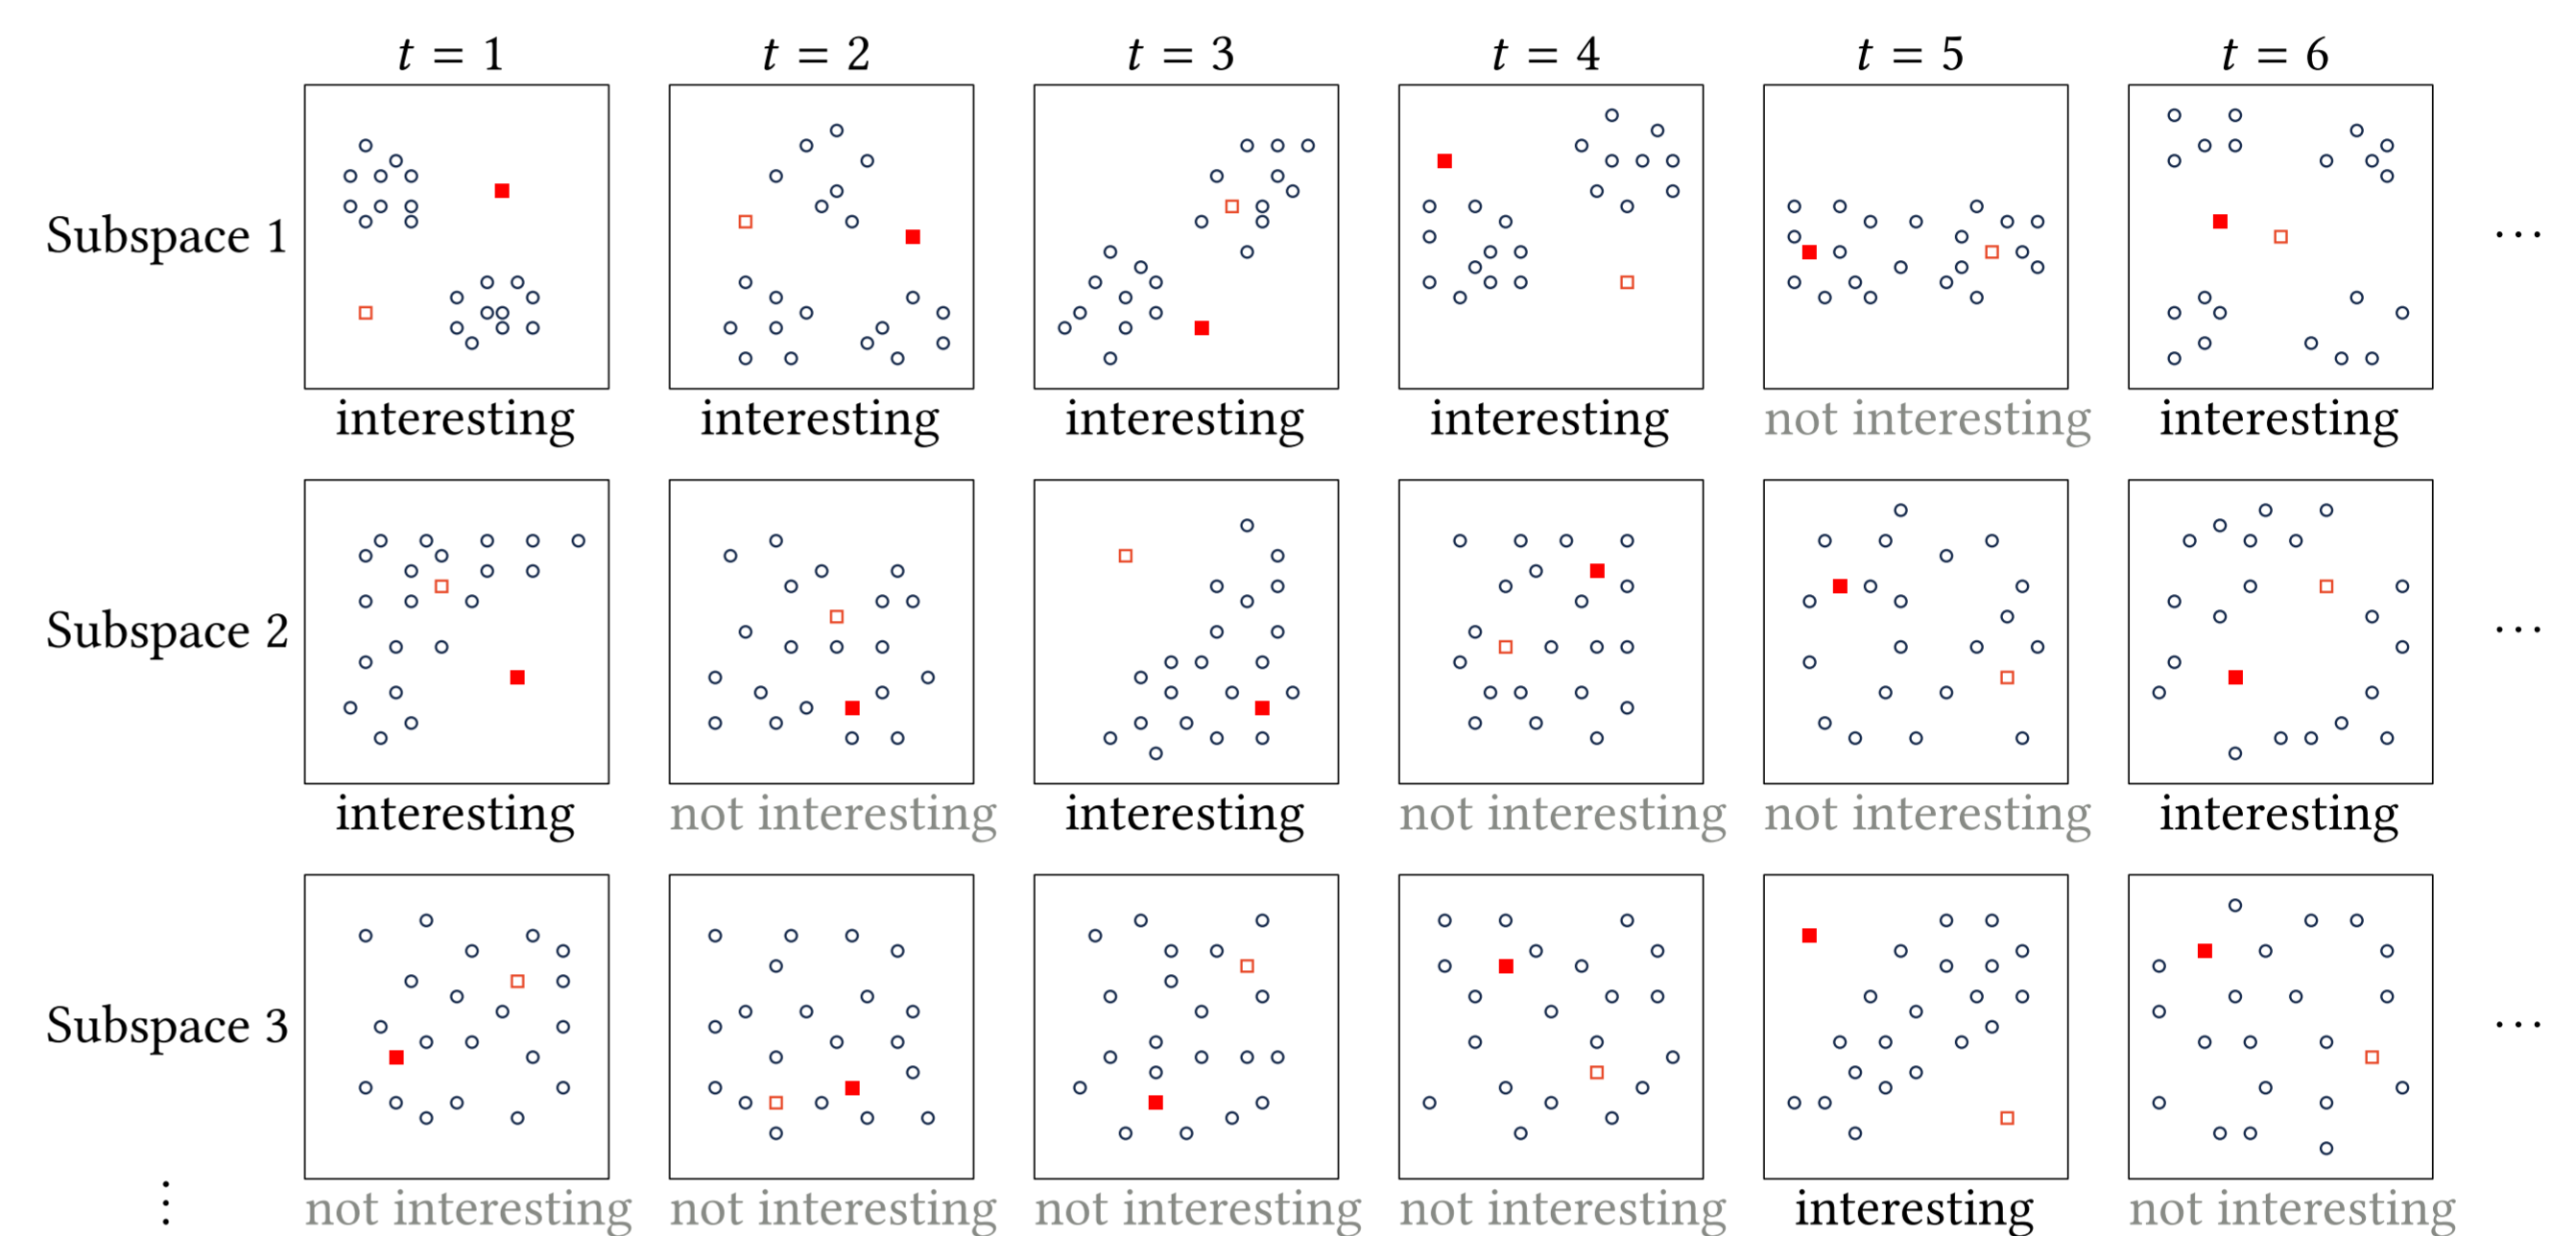 t = 1 t = 2 t = 3 t = 4 t = 5 t = 6
Subspace 1 ...
interesting interesting interesting interesting not interesting interesting
Subspace 2 ...
interesting not interesting interesting not interesting not interesting interesting
Subspace 3 ...
⋮ not interesting not interesting not interesting not interesting interesting not interesting